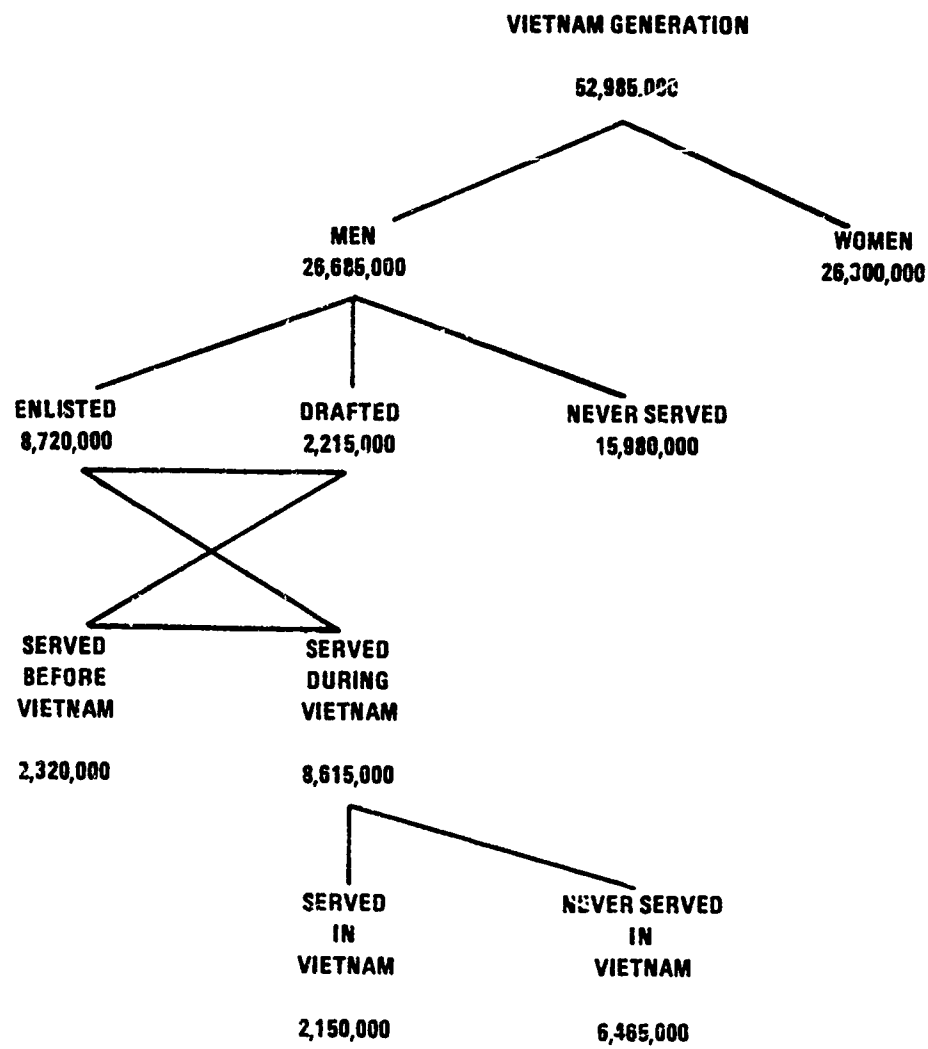 VIETNAM GENERATION
52,985.000
MEN
26,685,000
WOMEN
26,300,000
ENLISTED
8,720,000
DRAFTED
2,215,000
NEVER SERVED
15,980,000
SERVED
BEFORE
VIETNAM
2,320,000
SERVED
DURING
VIETNAM
8,615,000
SERVED
IN
VIETNAM
2,150,000
NEVER SERVED
IN
VIETNAM
6,465,000